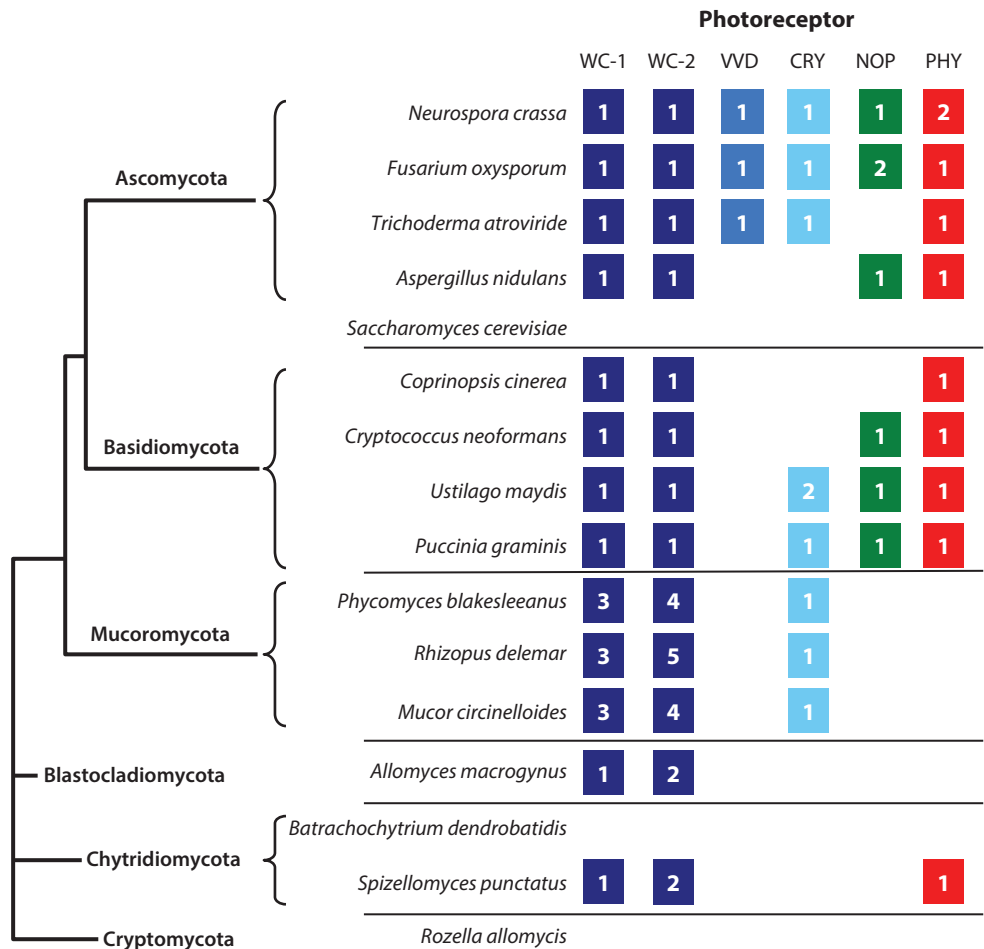 Photoreceptor
WC-1 WC-2 VVD CRY NOP PHY
Neurospora crassa 1 1 1 1 1 2
Fusarium oxysporum 1 1 1 1 2 1
Ascomycota
Trichoderma atroviride 1 1 1 1 1
Aspergillus nidulans 1 1 1 1
Saccharomyces cerevisiae
Coprinopsis cinerea 1 1 1
Cryptococcus neoformans 1 1 1 1
Basidiomycota
Ustilago maydis 1 1 2 1 1
Puccinia graminis 1 1 1 1 1
Phycomyces blakesleeanus 3 4 1
Mucoromycota
Rhizopus delemar 3 5 1
Mucor circinelloides 3 4 1
Blastocladiomycota
Allomyces macrogynus 1 2
Batrachochytrium dendrobatidis
Chytridiomycota
Spizellomyces punctatus 1 2 1
Cryptomycota
Rozella allomycis